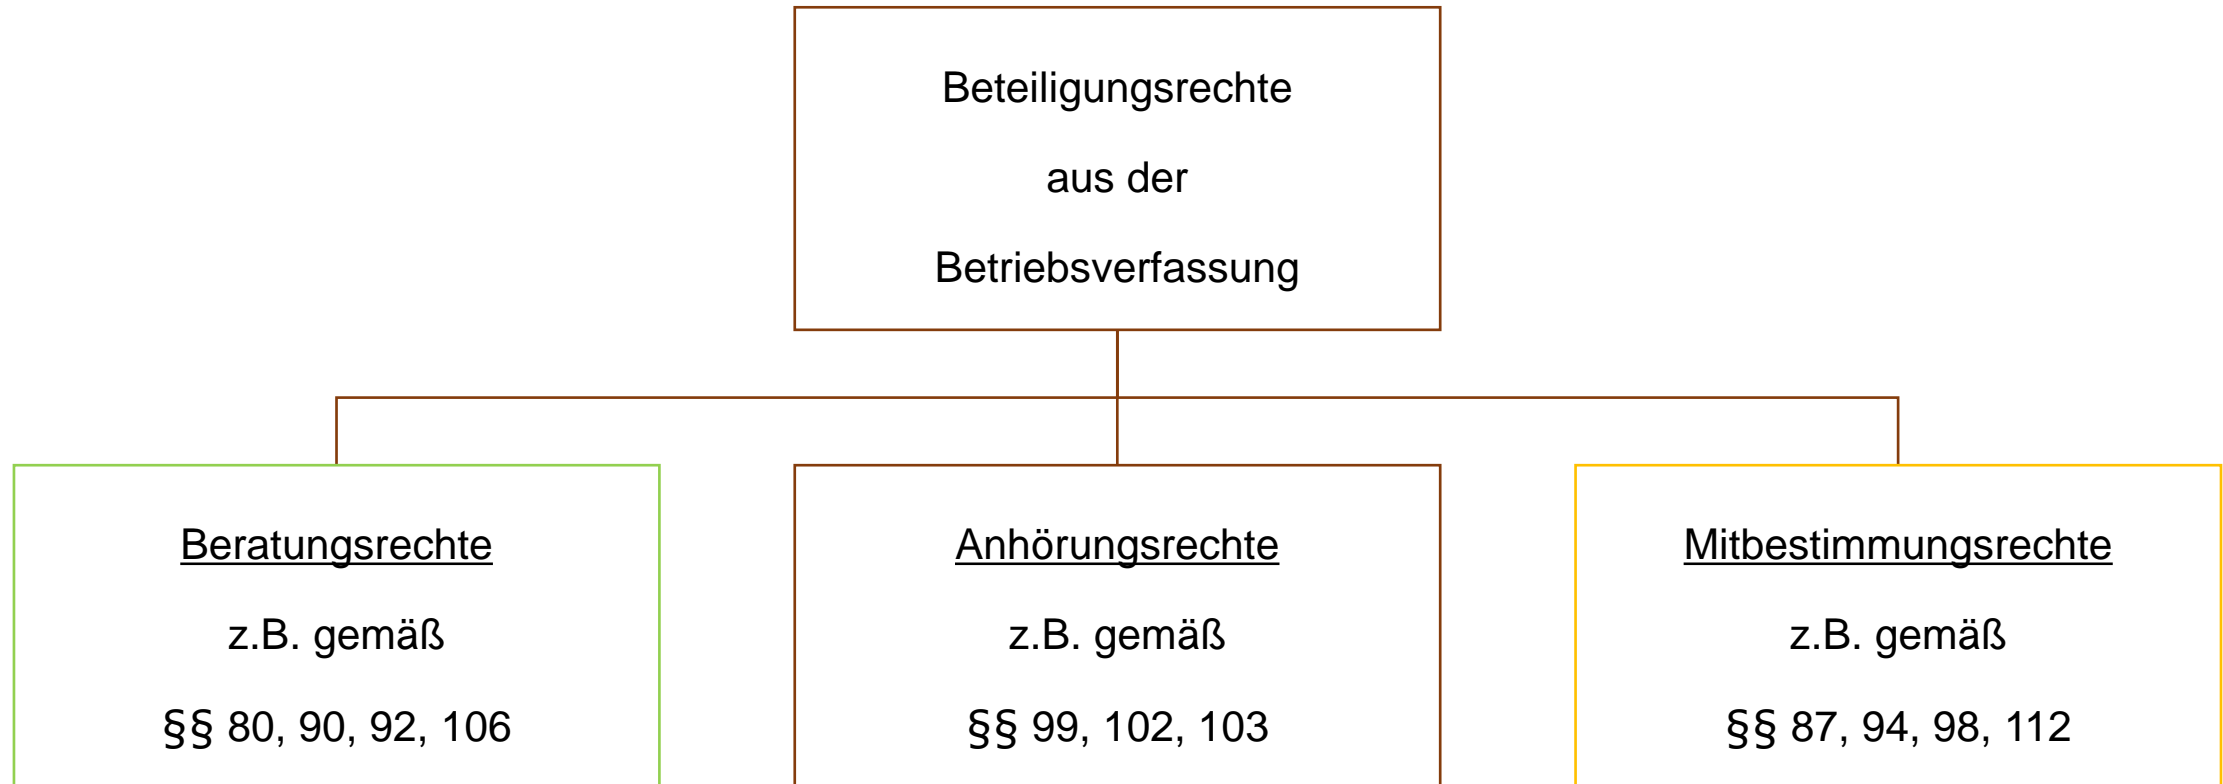 Beteiligungsrechte
aus der
Betriebsverfassung
Beratungsrechte
z.B. gemäß
§§ 80, 90, 92, 106
Anhörungsrechte
z.B. gemäß
§§ 99, 102, 103
Mitbestimmungsrechte
z.B. gemäß
§§ 87, 94, 98, 112